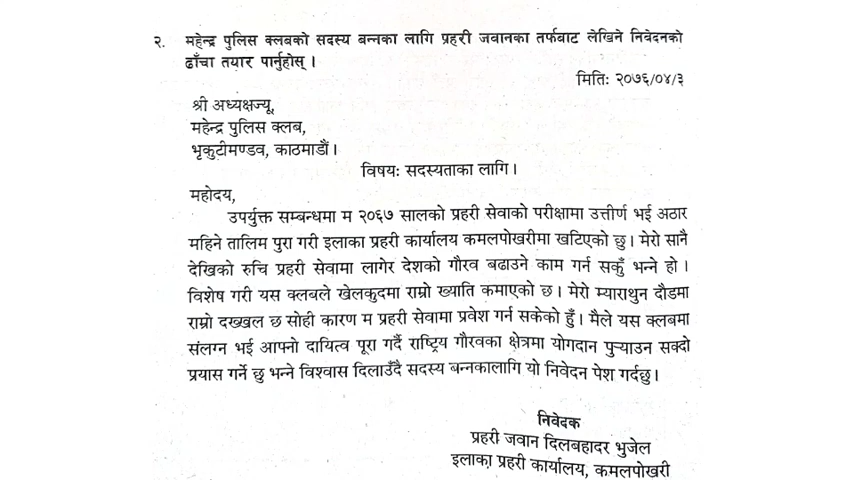 २. महेन्द्र पुलिस क्लबको सदस्य बन्नका लागि प्रहरी जवानका तर्फबाट लेखिने निवेदनको
ढाँचा तयार पार्नुहोस् ।
मितिः २०७६/०४/३
श्री अध्यक्षज्यू,
महेन्द्र पुलिस क्लब,
भृकुटीमण्डव, काठमाडौं ।
विषयः सदस्यताका लागि ।
महोदय,
उपर्युक्त सम्बन्धमा म २०६७ सालको प्रहरी सेवाको परीक्षामा उत्तीर्ण भई अठार
महिने तालिम पुरा गरी इलाका प्रहरी कार्यालय कमलपोखरीमा खटिएको छु । मेरो सानै
देखिको रुचि प्रहरी सेवामा लागेर देशको गौरव बढाउने काम गर्न सकुँ भन्ने हो ।
विशेष गरी यस क्लबले खेलकुदमा राम्रो ख्याति कमाएको छ । मेरो म्याराथुन दौडमा
राम्रो दख्खल छ सोही कारण म प्रहरी सेवामा प्रवेश गर्न सकेको हुँ । मैले यस क्लबमा
संलग्न भई आफ्नो दायित्व पूरा गर्दै राष्ट्रिय गौरवका क्षेत्रमा योगदान पुऱ्याउन सक्दो
प्रयास गर्ने छु भन्ने विश्वास दिलाउँदै सदस्य बन्नकालागि यो निवेदन पेश गर्दछु ।
निवेदक
प्रहरी जवान दिलबहादर भुजेल
इलाका प्रहरी कार्यालय, कमलपोखरी